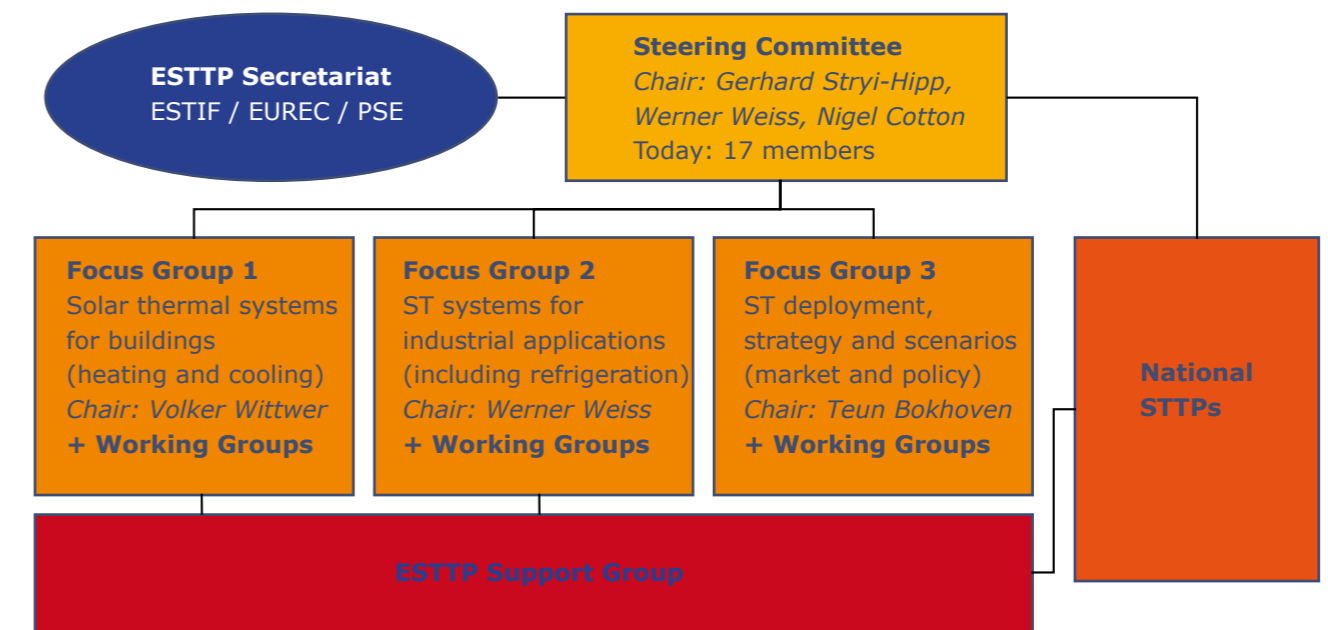 ESTTP Secretariat
ESTIF / EUREC / PSE
Steering Committee
Chair: Gerhard Stryi-Hipp,
Werner Weiss, Nigel Cotton
Today: 17 members
Focus Group 1
Solar thermal systems
for buildings
(heating and cooling)
Chair: Volker Wittwer
+ Working Groups
Focus Group 2
ST systems for
industrial applications
(including refrigeration)
Chair: Werner Weiss
+ Working Groups
Focus Group 3
ST deployment,
strategy and scenarios
(market and policy)
Chair: Teun Bokhoven
+ Working Groups
National
STTPs
ESTTP Support Group